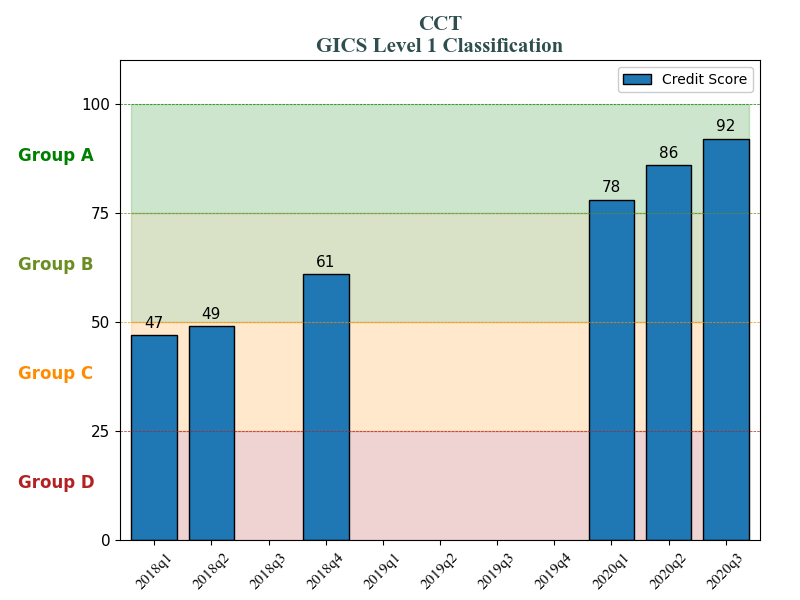 CCT
GICS Level 1 Classification
Credit Score
100
75
50
25
0
Group A
Group B
Group C
Group D
47
49
61
78
86
92
2018q1
2018q2
2018q3
2018q4
2019q1
2019q2
2019q3
2019q4
2020q1
2020q2
2020q3